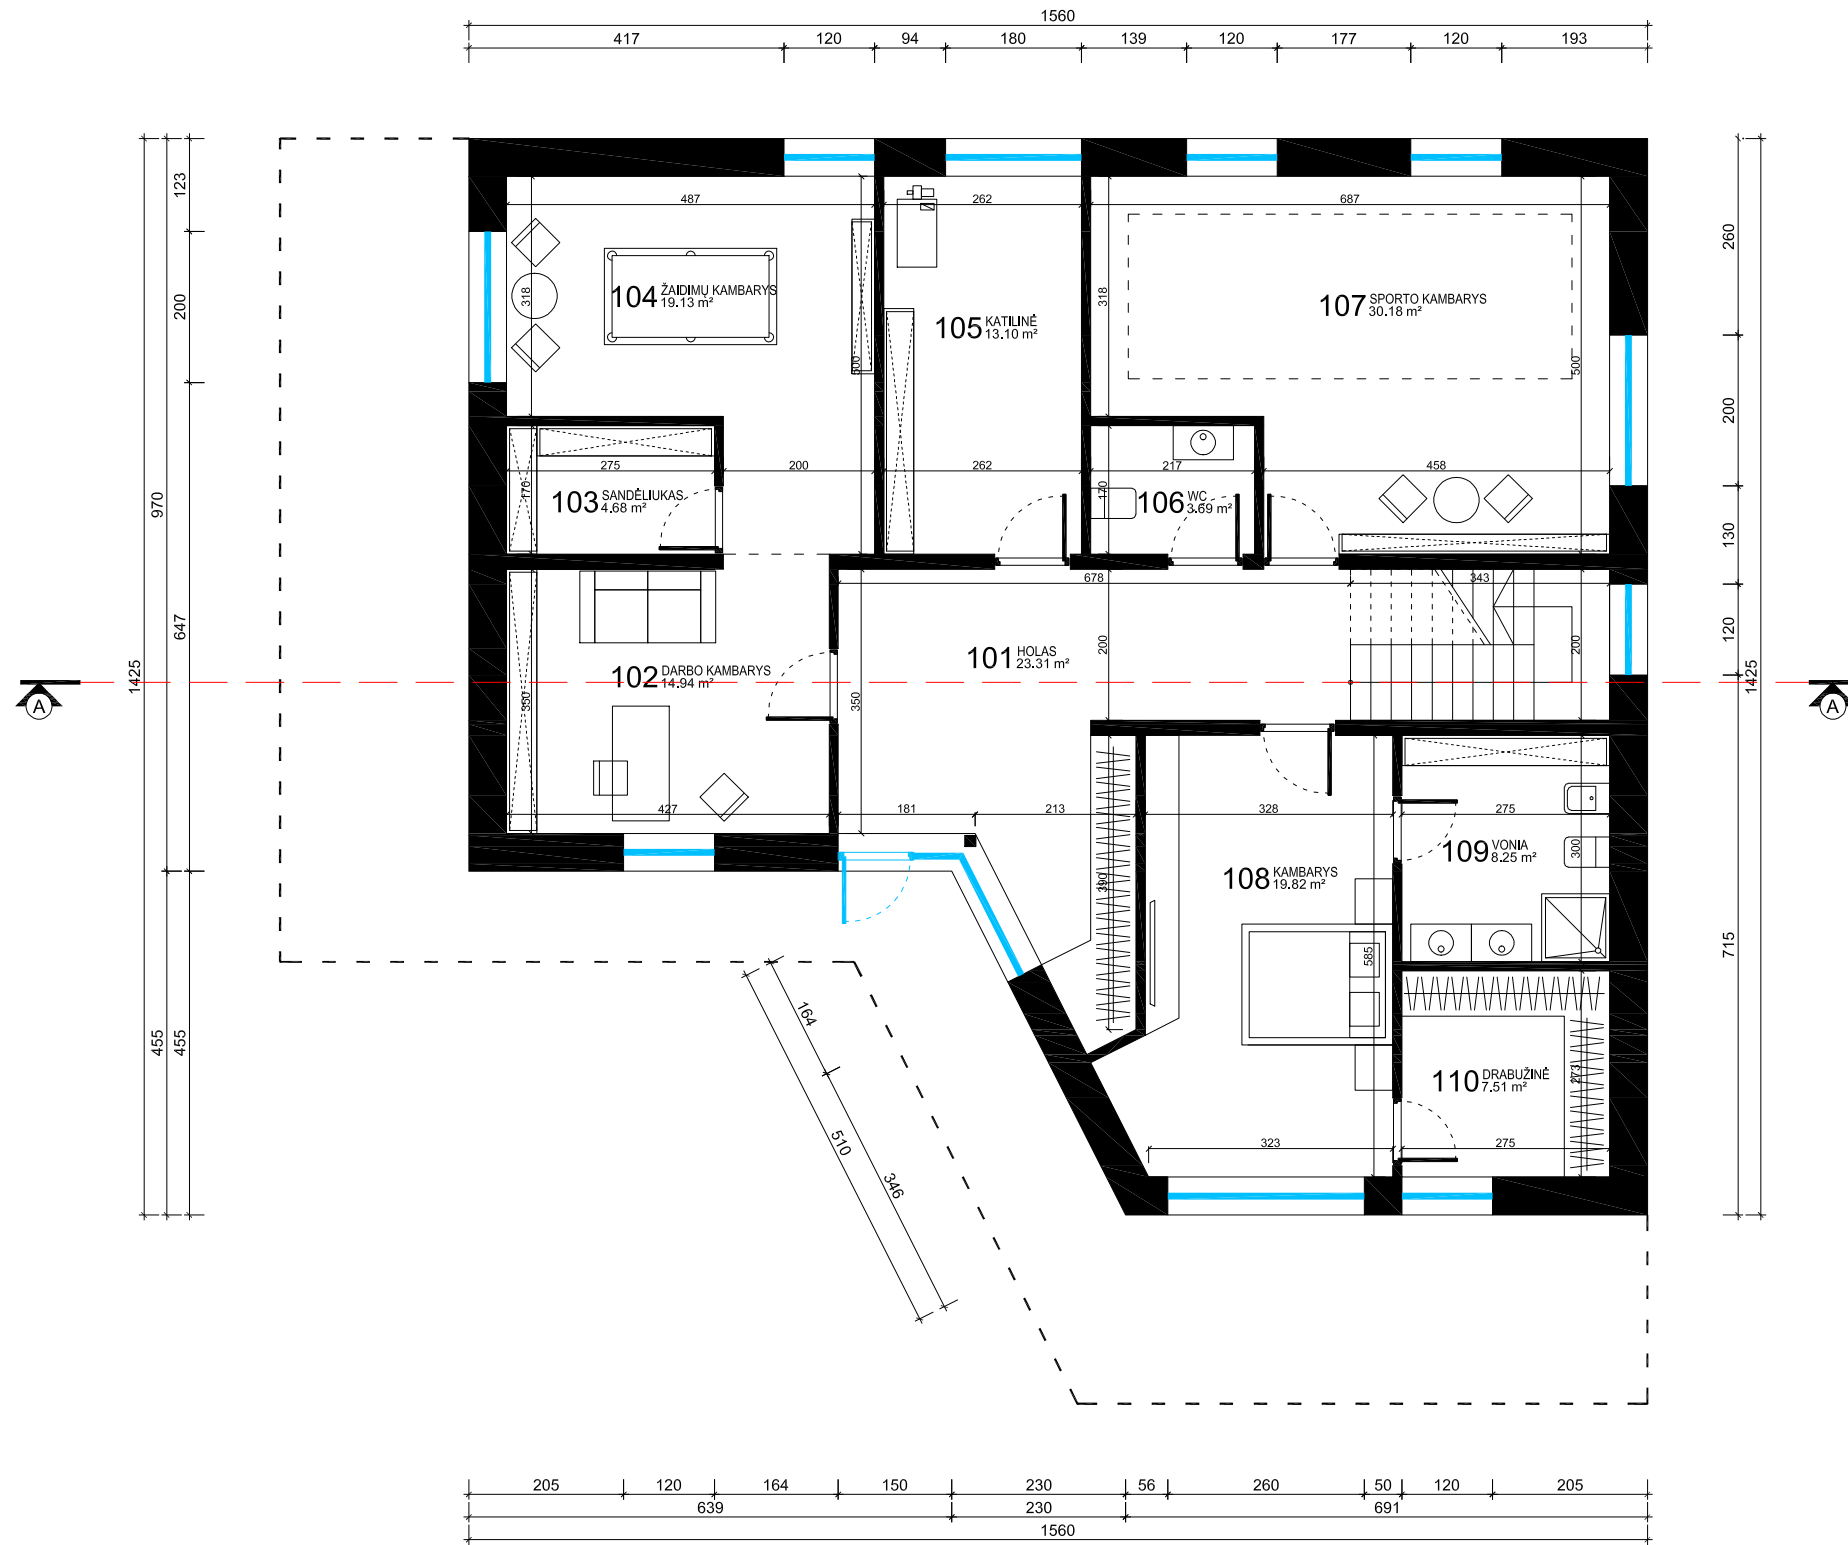 1560
417 120 94 180 139 120 177 120 193
123
200
647
970
1425
455
455
260
200
130
120
715
1425
487
262
687
318
318
500
500
104 ŽAIDIMŲ KAMBARYS
19.13 m²
105 KATILINĖ
13.10 m²
107 SPORTO KAMBARYS
30.18 m²
275
200
262
217
458
170
170
103 SANDĖLIUKAS
4.68 m²
106 WC
3.69 m²
678
343
200
200
101 HOLAS
23.31 m²
102 DARBO KAMBARYS
14.94 m²
350
350
A
A
427
181
213
328
275
390
300
585
273
109 VONIA
8.25 m²
108 KAMBARYS
19.82 m²
110 DRABUŽINĖ
7.51 m²
323
275
164
510
346
205 120 164 150 230 56 260 50 120 205
639 230 691
1560